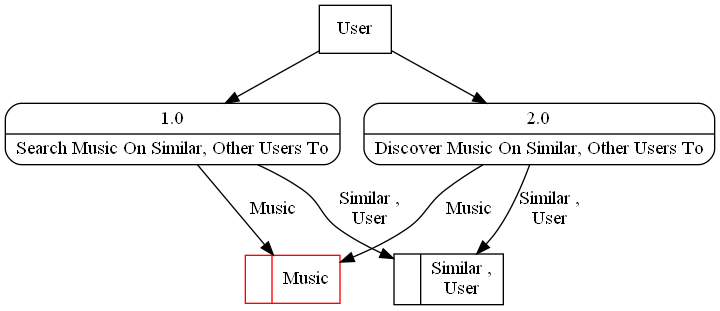 User
1.0
Search Music On Similar, Other Users To
2.0
Discover Music On Similar, Other Users To
Music
Similar ,
User
Music
Similar ,
User
Music
Similar ,
User